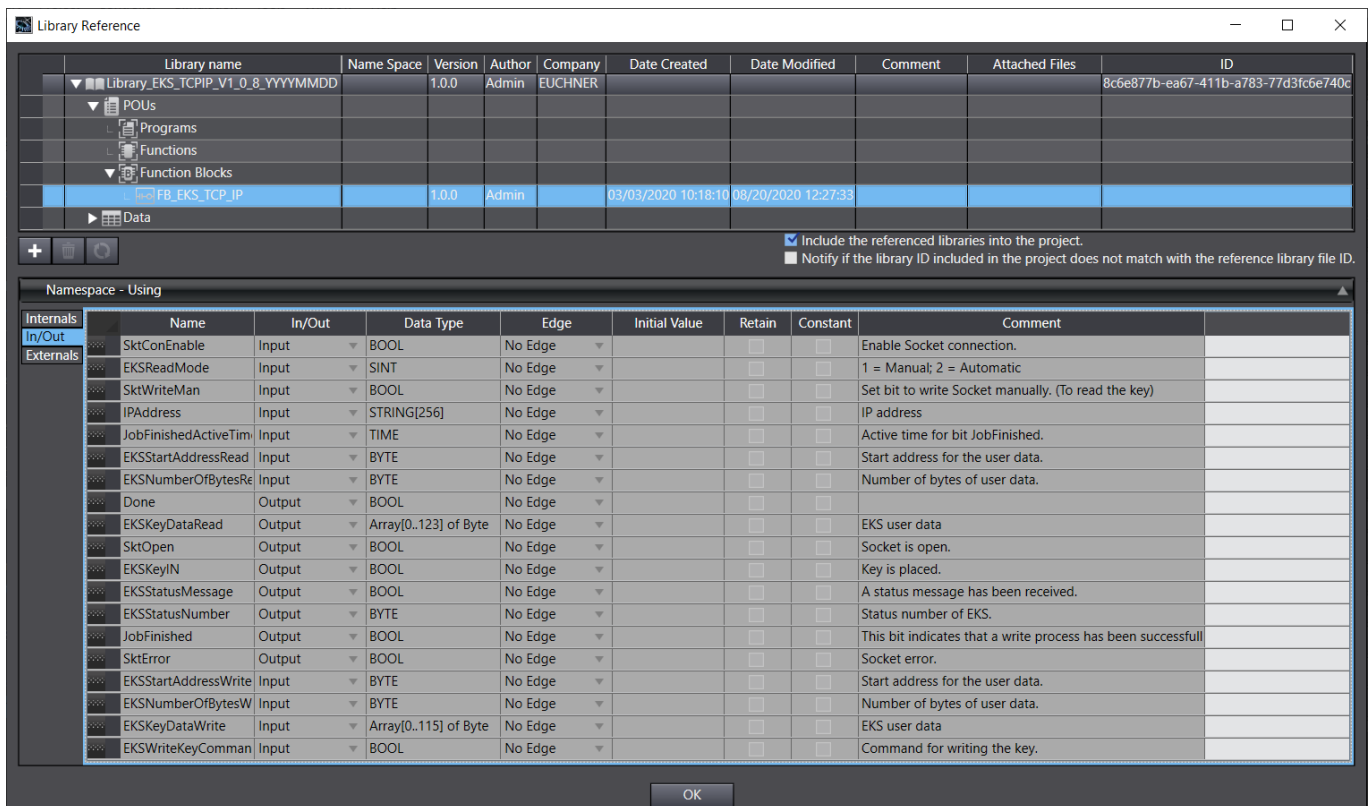 Library Reference
Library name Name Space Version Author Company Date Created Date Modified Comment Attached Files ID
Library_EKS_TCPIP_V1_0_8_YYYYMMDD 1.0.0 Admin EUCHNER 8c6e877b-ea67-411b-a783-77d3fc6e740c
POUs
Programs
Functions
Function Blocks
FB_EKS_TCP_IP 1.0.0 Admin 03/03/2020 10:18:10 08/20/2020 12:27:33
Data
Include the referenced libraries into the project.
Notify if the library ID included in the project does not match with the reference library file ID.
Namespace - Using
Internals
In/Out
Externals
Name In/Out Data Type Edge Initial Value Retain Constant Comment
SktConEnable Input BOOL No Edge Enable Socket connection.
EKSReadMode Input SINT No Edge 1 = Manual; 2 = Automatic
SktWriteMan Input BOOL No Edge Set bit to write Socket manually. (To read the key)
IPAddress Input STRING[256] No Edge IP address
JobFinishedActiveTim Input TIME No Edge Active time for bit JobFinished.
EKSStartAddressRead Input BYTE No Edge Start address for the user data.
EKSNumberOfBytesRe Input BYTE No Edge Number of bytes of user data.
Done Output BOOL No Edge
EKSKeyDataRead Output Array[0..123] of Byte No Edge EKS user data
SktOpen Output BOOL No Edge Socket is open.
EKSKeyIN Output BOOL No Edge Key is placed.
EKSStatusMessage Output BOOL No Edge A status message has been received.
EKSStatusNumber Output BYTE No Edge Status number of EKS.
JobFinished Output BOOL No Edge This bit indicates that a write process has been successfull
SktError Output BOOL No Edge Socket error.
EKSStartAddressWrite Input BYTE No Edge Start address for the user data.
EKSNumberOfBytesW Input BYTE No Edge Number of bytes of user data.
EKSKeyDataWrite Input Array[0..115] of Byte No Edge EKS user data
EKSWriteKeyComman Input BOOL No Edge Command for writing the key.
OK